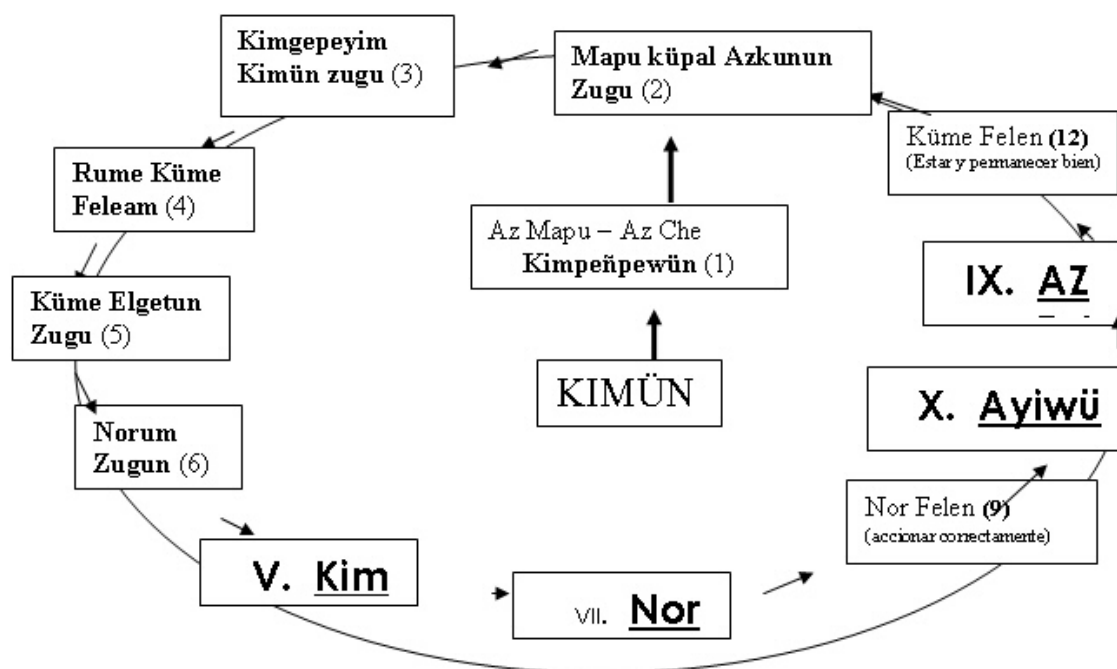 Kimgepeyim
Kimün zugu (3)
Mapu küpal Azkunun
Zugu (2)
Küme Felen (12)
(Estar y permanecer bien)
Rume Küme
Feleam (4)
Az Mapu – Az Che
Kimpeñpewün (1)
IX. AZ
Küme Elgetun
Zugu (5)
KIMÜN
X. Ayiwü
Norum
Zugun (6)
Nor Felen (9)
(accionar correctamente)
V. Kim
VII. Nor